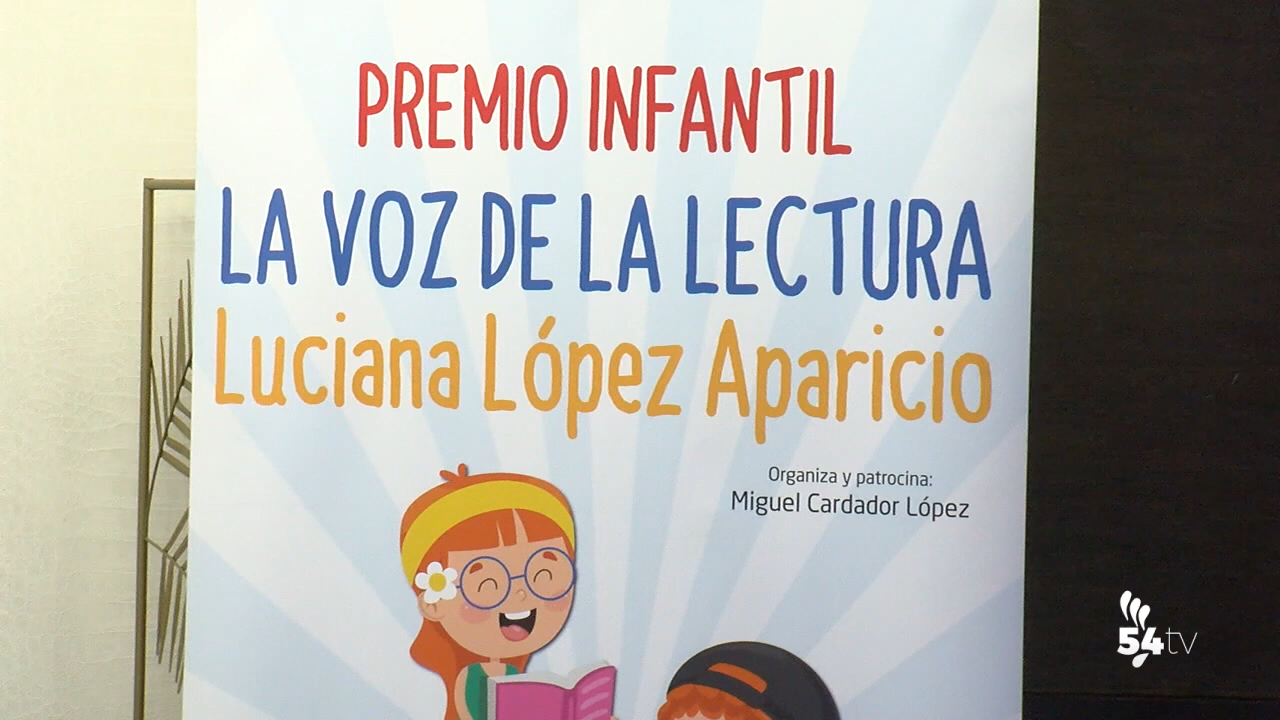 PREMIO INFANTIL
LA VOZ DE LA LECTURA
Luciana López Aparicio
Organiza y patrocina:
Miguel Cardador López
54tv